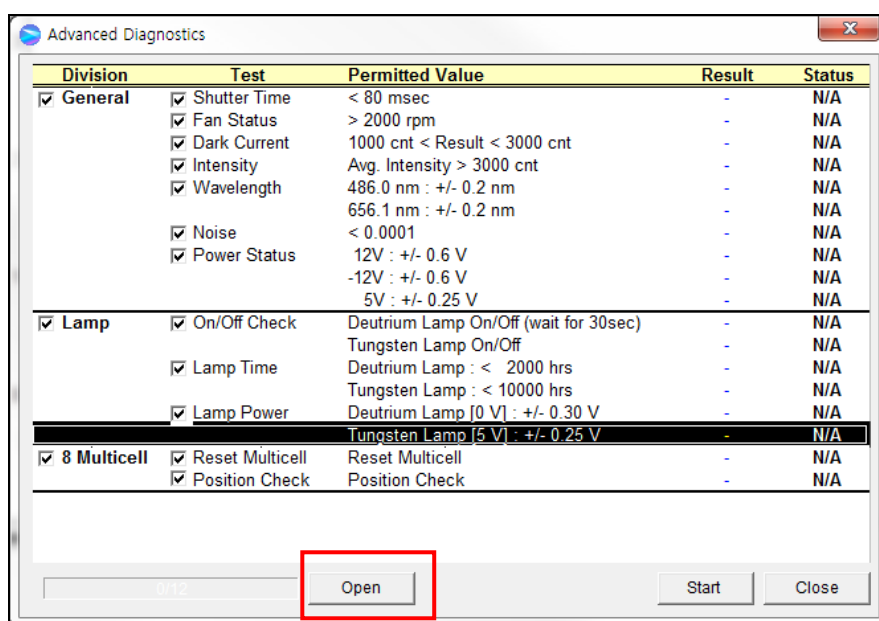 Advanced Diagnostics
Division Test Permitted Value Result Status
General Shutter Time < 80 msec - N/A
Fan Status > 2000 rpm - N/A
Dark Current 1000 cnt < Result < 3000 cnt - N/A
Intensity Avg. Intensity > 3000 cnt - N/A
Wavelength 486.0 nm : +/- 0.2 nm - N/A
656.1 nm : +/- 0.2 nm - N/A
Noise < 0.0001 - N/A
Power Status 12V : +/- 0.6 V - N/A
-12V : +/- 0.6 V - N/A
5V : +/- 0.25 V - N/A
Lamp On/Off Check Deutrium Lamp On/Off (wait for 30sec) - N/A
Tungsten Lamp On/Off - N/A
Lamp Time Deutrium Lamp : < 2000 hrs - N/A
Tungsten Lamp : < 10000 hrs - N/A
Lamp Power Deutrium Lamp [0 V] : +/- 0.30 V - N/A
Tungsten Lamp [5 V] : +/- 0.25 V - N/A
8 Multicell Reset Multicell Reset Multicell - N/A
Position Check Position Check - N/A
0/12 Open Start Close